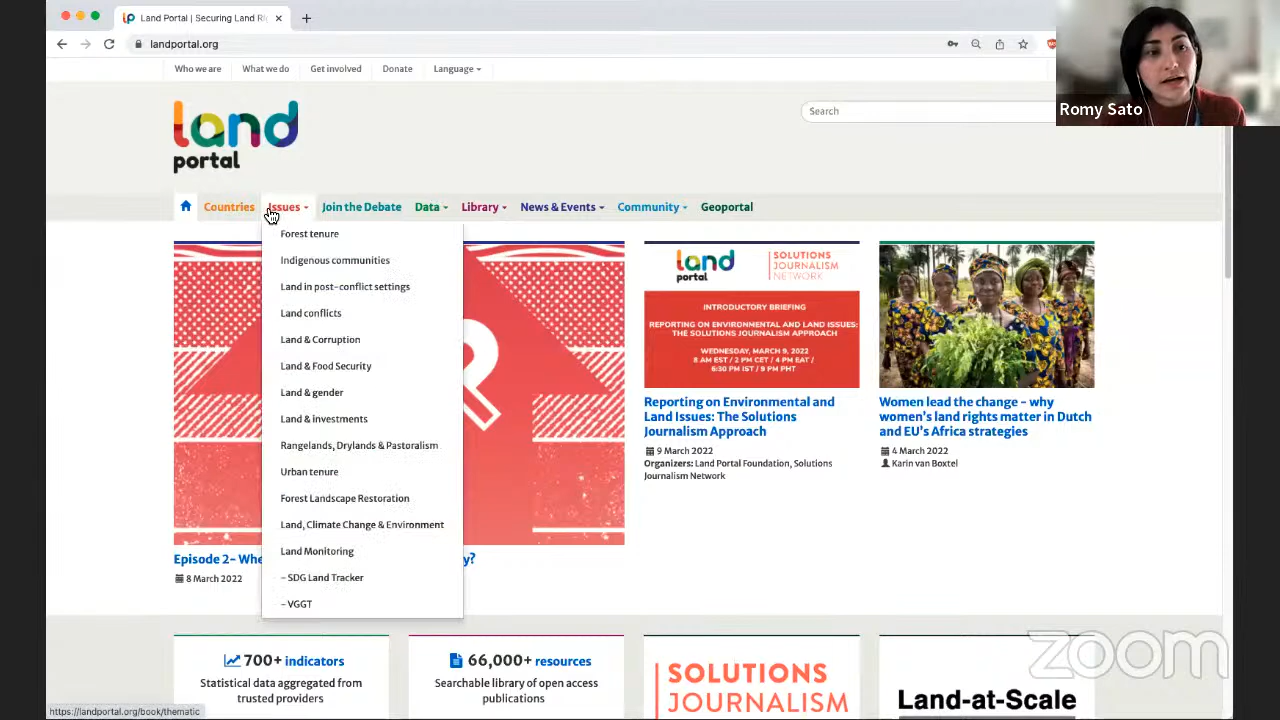 Land Portal | Securing Land Ri
landportal.org
Who we are
What we do
Get involved
Donate
Language
Romy Sato
land
portal
Search
Countries
Issues
Join the Debate
Data
Library
News & Events
Community
Geoportal
Forest tenure
Indigenous communities
Land in post-conflict settings
Land conflicts
Land & Corruption
Land & Food Security
Land & gender
Land & investments
Rangelands, Drylands & Pastoralism
Urban tenure
Forest Landscape Restoration
Land, Climate Change & Environment
Land Monitoring
– SDG Land Tracker
– VGGT
Episode 2- Whe
y?
8 March 2022
land
portal
SOLUTIONS
JOURNALISM
NETWORK
INTRODUCTORY BRIEFING
REPORTING ON ENVIRONMENTAL AND LAND ISSUES:
THE SOLUTIONS JOURNALISM APPROACH
WEDNESDAY, MARCH 9, 2022
8 AM EST / 2 PM CET / 4 PM EAT /
6:30 PM IST / 9 PM PHT
Reporting on Environmental and
Land Issues: The Solutions
Journalism Approach
9 March 2022
Organizers: Land Portal Foundation, Solutions
Journalism Network
Women lead the change - why
women's land rights matter in Dutch
and EU's Africa strategies
4 March 2022
Karin van Boxtel
700+ indicators
Statistical data aggregated from
trusted providers
66,000+ resources
Searchable library of open access
publications
SOLUTIONS
JOURNALISM
Land-at-Scale
zoom
https://landportal.org/book/thematic